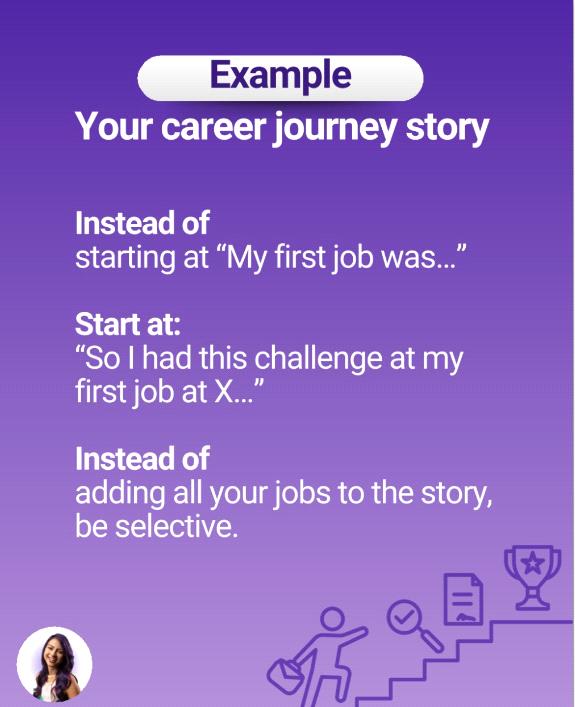 Example
Your career journey story
Instead of
starting at “My first job was...”
Start at:
“So I had this challenge at my
first job at X...”
Instead of
adding all your jobs to the story,
be selective.